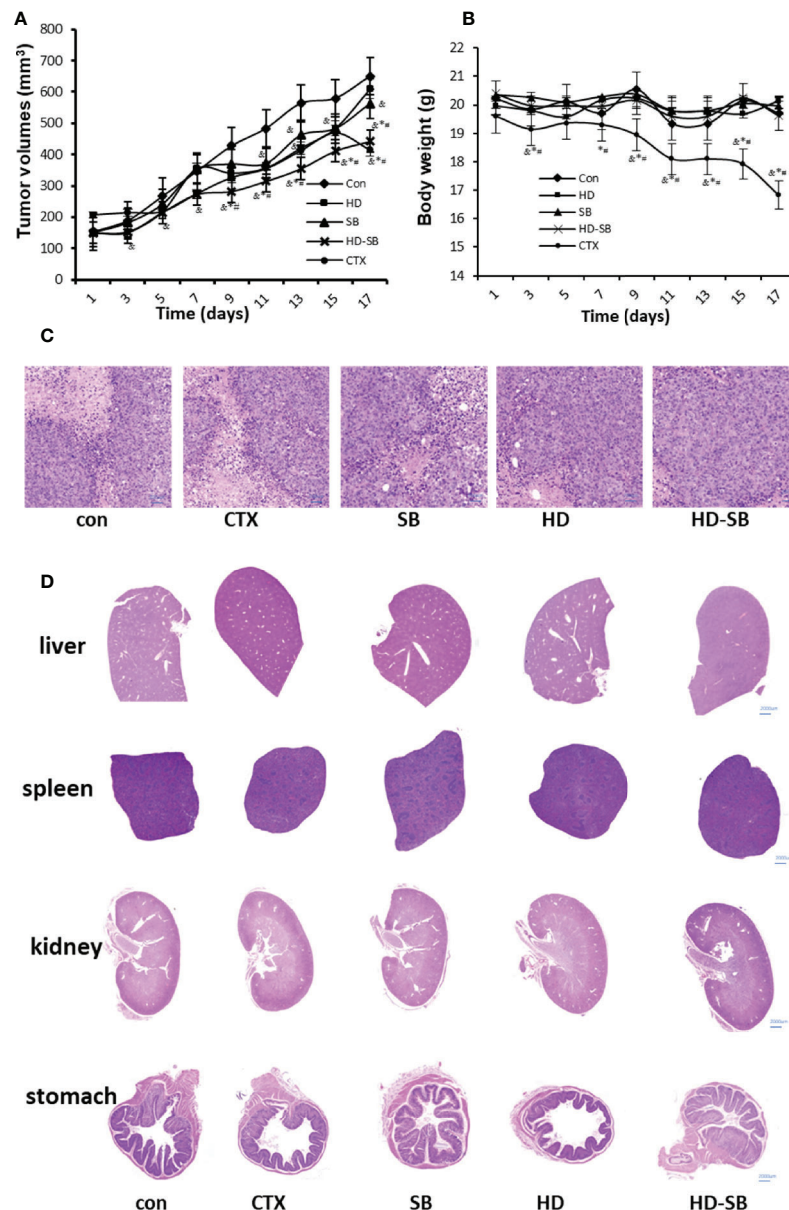 A
Tumor volumes (mm³)
800
700
600
500
400
300
200
100
0
1 3 5 7 9 11 13 15 17
Time (days)
& & & &*# &*# & &*# & & &*# & &*# & &*#
Con
HD
SB
HD-SB
CTX
B
Body weight (g)
22
21
20
19
18
17
16
15
14
1 3 5 7 9 11 13 15 17
Time (days)
&*# *# &*# &*# &*# &*# &*#
Con
HD
SB
HD-SB
CTX
C
con CTX SB HD HD-SB
D
liver
2000μm
spleen
kidney
2000μm
stomach
2000μm
con CTX SB HD HD-SB